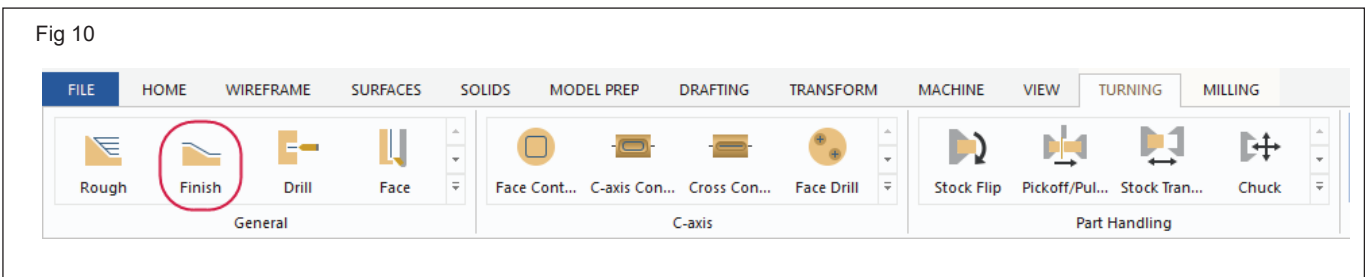 Fig 10
FILE HOME WIREFRAME SURFACES SOLIDS MODEL PREP DRAFTING TRANSFORM MACHINE VIEW TURNING MILLING
Rough Finish Drill Face Face Cont... C-axis Con... Cross Con... Face Drill Stock Flip Pickoff/Pul... Stock Tran... Chuck
General C-axis Part Handling